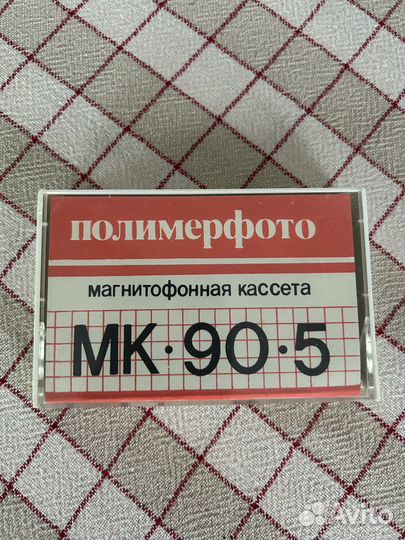 полимерфото
магнитофонная кассета
МК·90·5
Avito